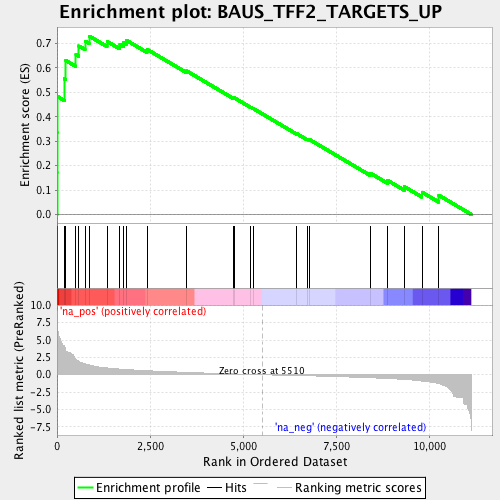 Enrichment plot: BAUS_TFF2_TARGETS_UP
Enrichment score (ES)
0.7
0.6
0.5
0.4
0.3
0.2
0.1
0.0
'na_pos' (positively correlated)
Ranked list metric (PreRanked)
10.0
7.5
5.0
2.5
0.0
-2.5
-5.0
-7.5
Zero cross at 5510
'na_neg' (negatively correlated)
0 2,500 5,000 7,500 10,000
Rank in Ordered Dataset
Enrichment profile Hits Ranking metric scores